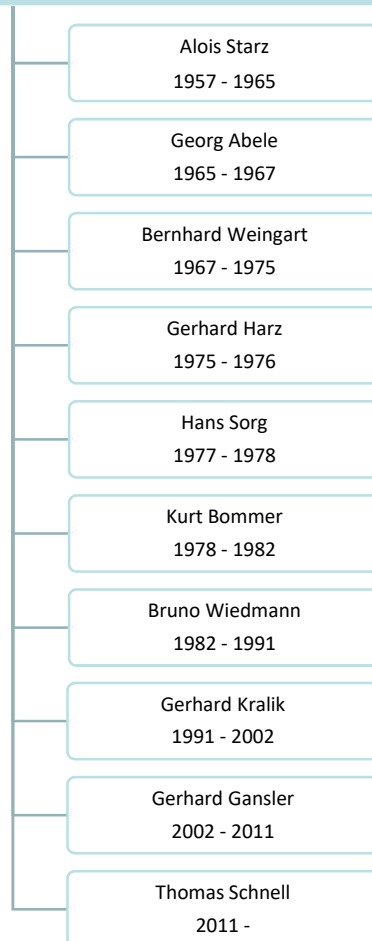 Alois Starz
1957 - 1965
Georg Abele
1965 - 1967
Bernhard Weingart
1967 - 1975
Gerhard Harz
1975 - 1976
Hans Sorg
1977 - 1978
Kurt Bommer
1978 - 1982
Bruno Wiedmann
1982 - 1991
Gerhard Kralik
1991 - 2002
Gerhard Gansler
2002 - 2011
Thomas Schnell
2011 -